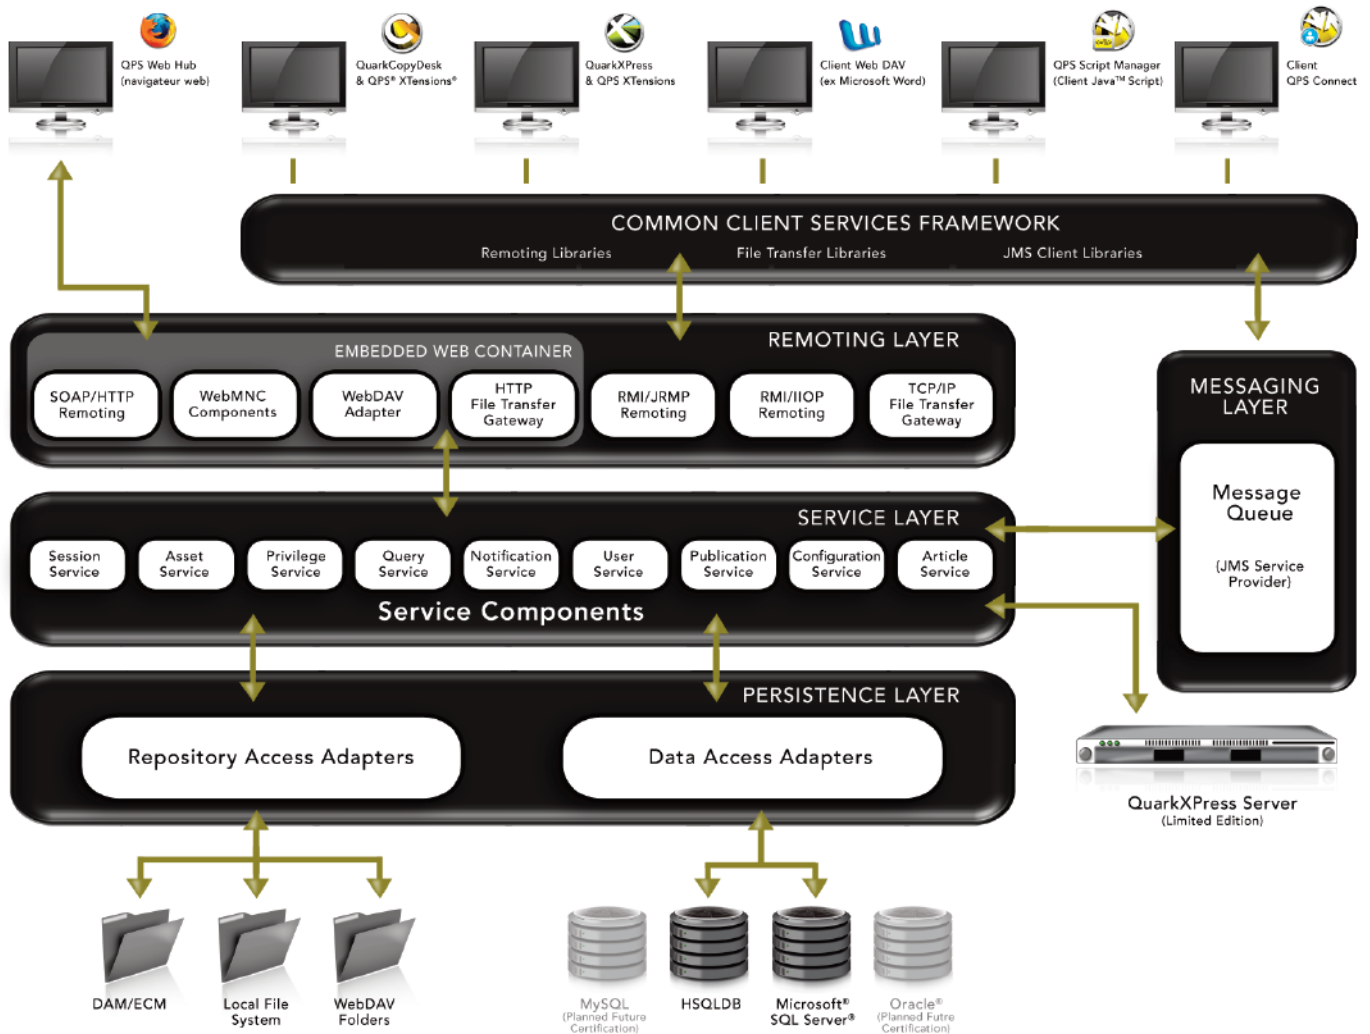 QPS Web Hub
(navigateur web)
QuarkCopyDesk
& QPS® XTensions®
QuarkXPress
& QPS XTensions
Client Web DAV
(ex Microsoft Word)
QPS Script Manager
(Client Java™ Script)
Client
QPS Connect
COMMON CLIENT SERVICES FRAMEWORK
Remoting Libraries
File Transfer Libraries
JMS Client Libraries
REMOTING LAYER
EMBEDDED WEB CONTAINER
SOAP/HTTP
Remoting
WebMNC
Components
WebDAV
Adapter
HTTP
File Transfer
Gateway
RMI/JRMP
Remoting
RMI/IIOP
Remoting
TCP/IP
File Transfer
Gateway
MESSAGING
LAYER
Message
Queue
(JMS Service
Provider)
SERVICE LAYER
Session
Service
Asset
Service
Privilege
Service
Query
Service
Notification
Service
User
Service
Publication
Service
Configuration
Service
Article
Service
Service Components
PERSISTENCE LAYER
Repository Access Adapters
Data Access Adapters
QuarkXPress Server
(Limited Edition)
DAM/ECM
Local File
System
WebDAV
Folders
MySQL
(Planned Future
Certification)
HSQLDB
Microsoft®
SQL Server®
Oracle®
(Planned Futre
Certification)